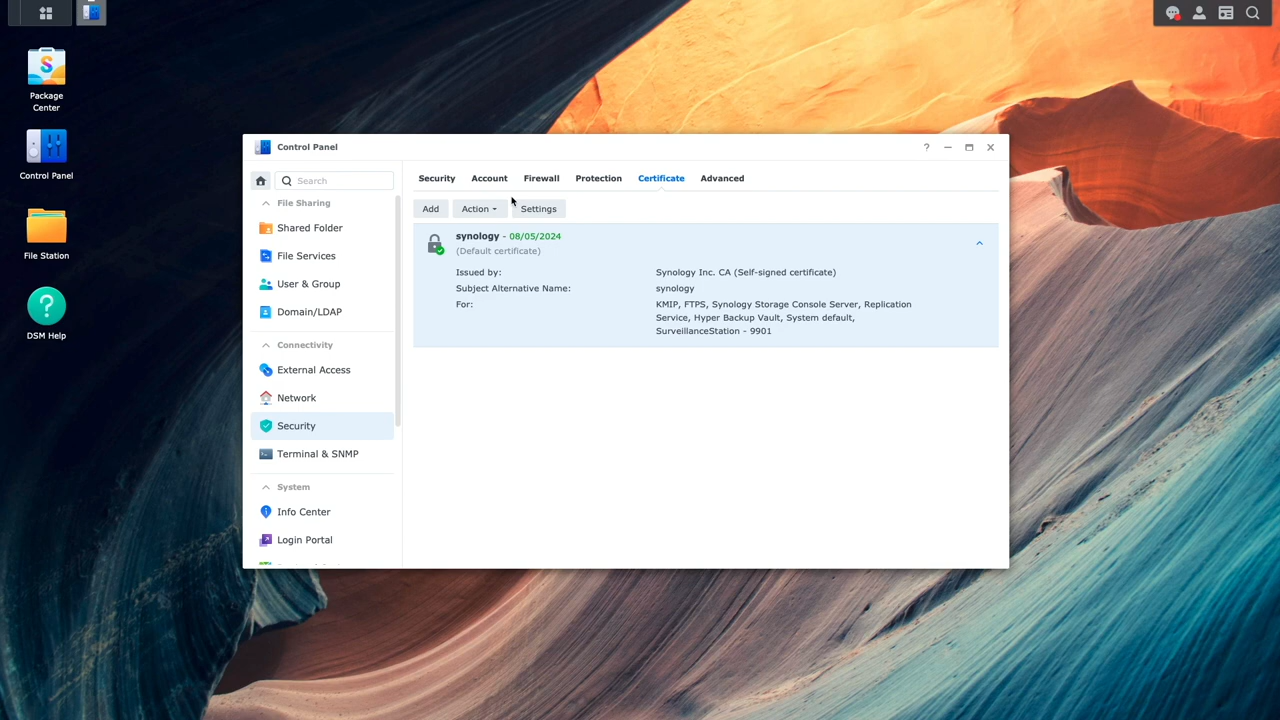 Package
Center
Control Panel
File Station
DSM Help
Control Panel
Search
File Sharing
Shared Folder
File Services
User & Group
Domain/LDAP
Connectivity
External Access
Network
Security
Terminal & SNMP
System
Info Center
Login Portal
Security Account Firewall Protection Certificate Advanced
Add Action Settings
synology - 08/05/2024
(Default certificate)
Issued by: Synology Inc. CA (Self-signed certificate)
Subject Alternative Name: synology
For: KMIP, FTPS, Synology Storage Console Server, Replication
Service, Hyper Backup Vault, System default,
SurveillanceStation - 9901